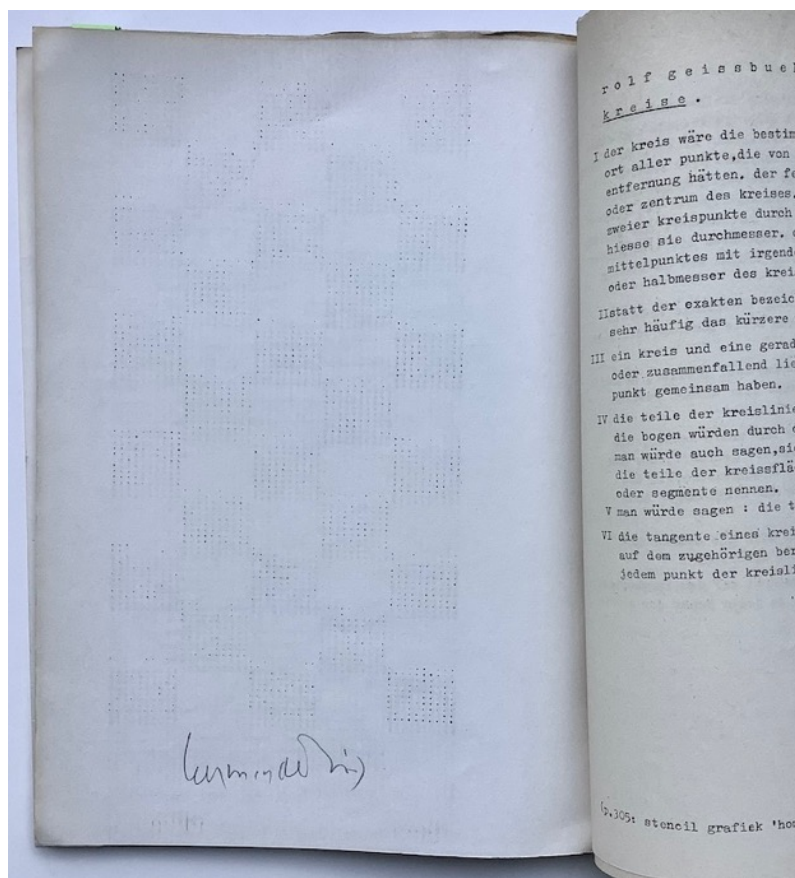 rolf geissbue
kreise.
I der kreis wäre die bestim
ort aller punkte,die von
entfernung hätten. der fe
oder zentrum des kreises.
zweier kreispunkte durch
hiesse sie durchmesser.
mittelpunktes mit irgend
oder halbmesser des krei
IIstatt der exakten bezeic
sehr häufig das kürzere
III ein kreis und eine gerad
oder zusammenfallend lie
punkt gemeinsam haben.
IV die teile der kreislinie
die bogen würden durch
man würde auch sagen,sie
die teile der kreisflä
oder segmente nennen.
V man würde sagen : die t
VI die tangente eines krei
auf dem zugehörigen ber
jedem punkt der kreisli
(p.305: stencil grafiek 'hom